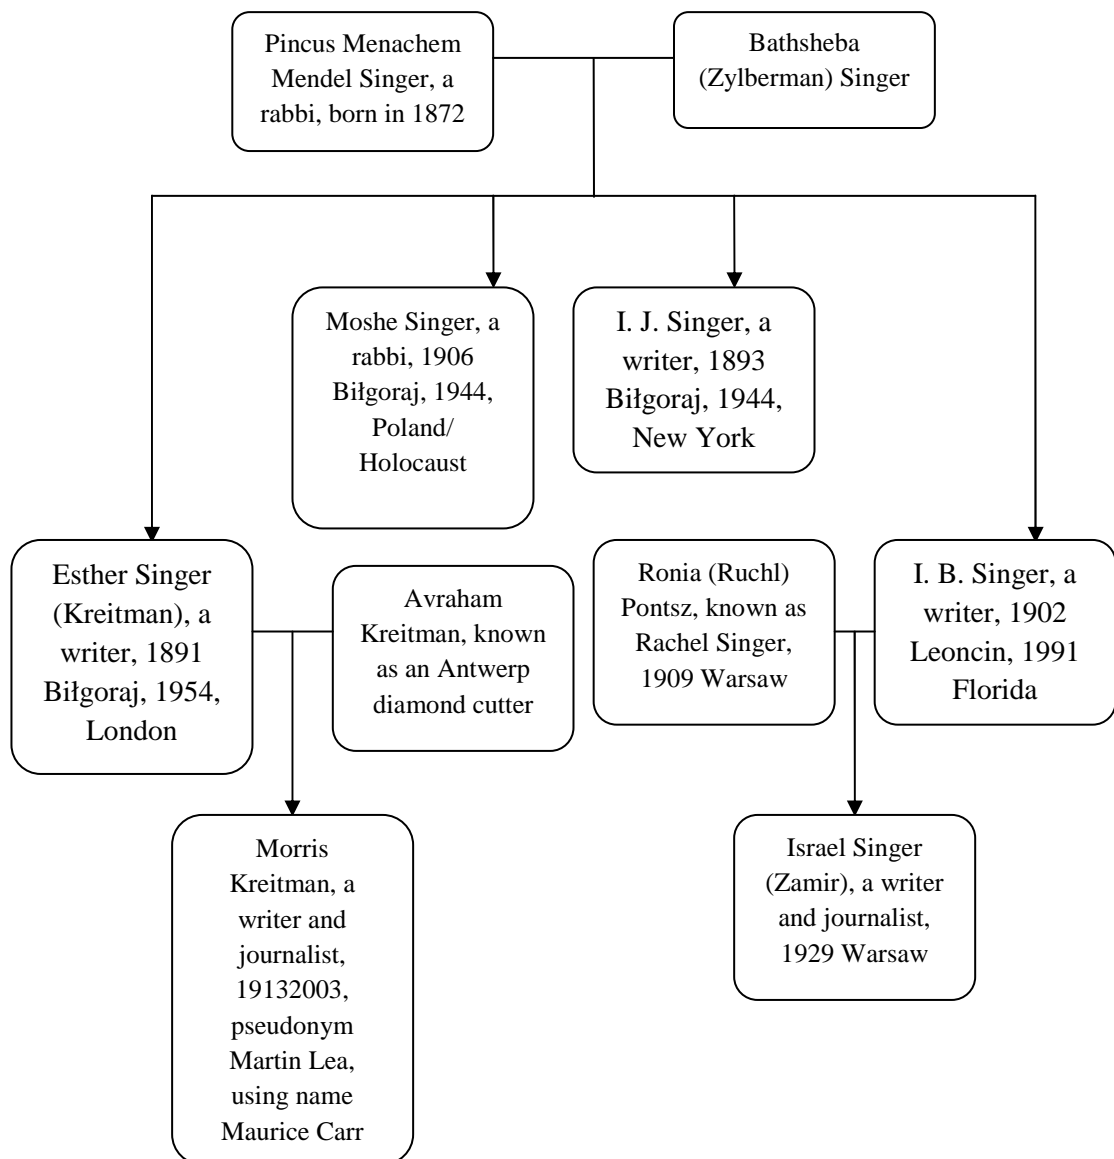 Pincus Menachem
Mendel Singer, a
rabbi, born in 1872
Bathsheba
(Zylberman) Singer
Moshe Singer, a
rabbi, 1906
Biłgoraj, 1944,
Poland/
Holocaust
I. J. Singer, a
writer, 1893
Biłgoraj, 1944,
New York
Esther Singer
(Kreitman), a
writer, 1891
Biłgoraj, 1954,
London
Avraham
Kreitman, known
as an Antwerp
diamond cutter
Ronia (Ruchl)
Pontsz, known as
Rachel Singer,
1909 Warsaw
I. B. Singer, a
writer, 1902
Leoncin, 1991
Florida
Morris
Kreitman, a
writer and
journalist,
19132003,
pseudonym
Martin Lea,
using name
Maurice Carr
Israel Singer
(Zamir), a writer
and journalist,
1929 Warsaw